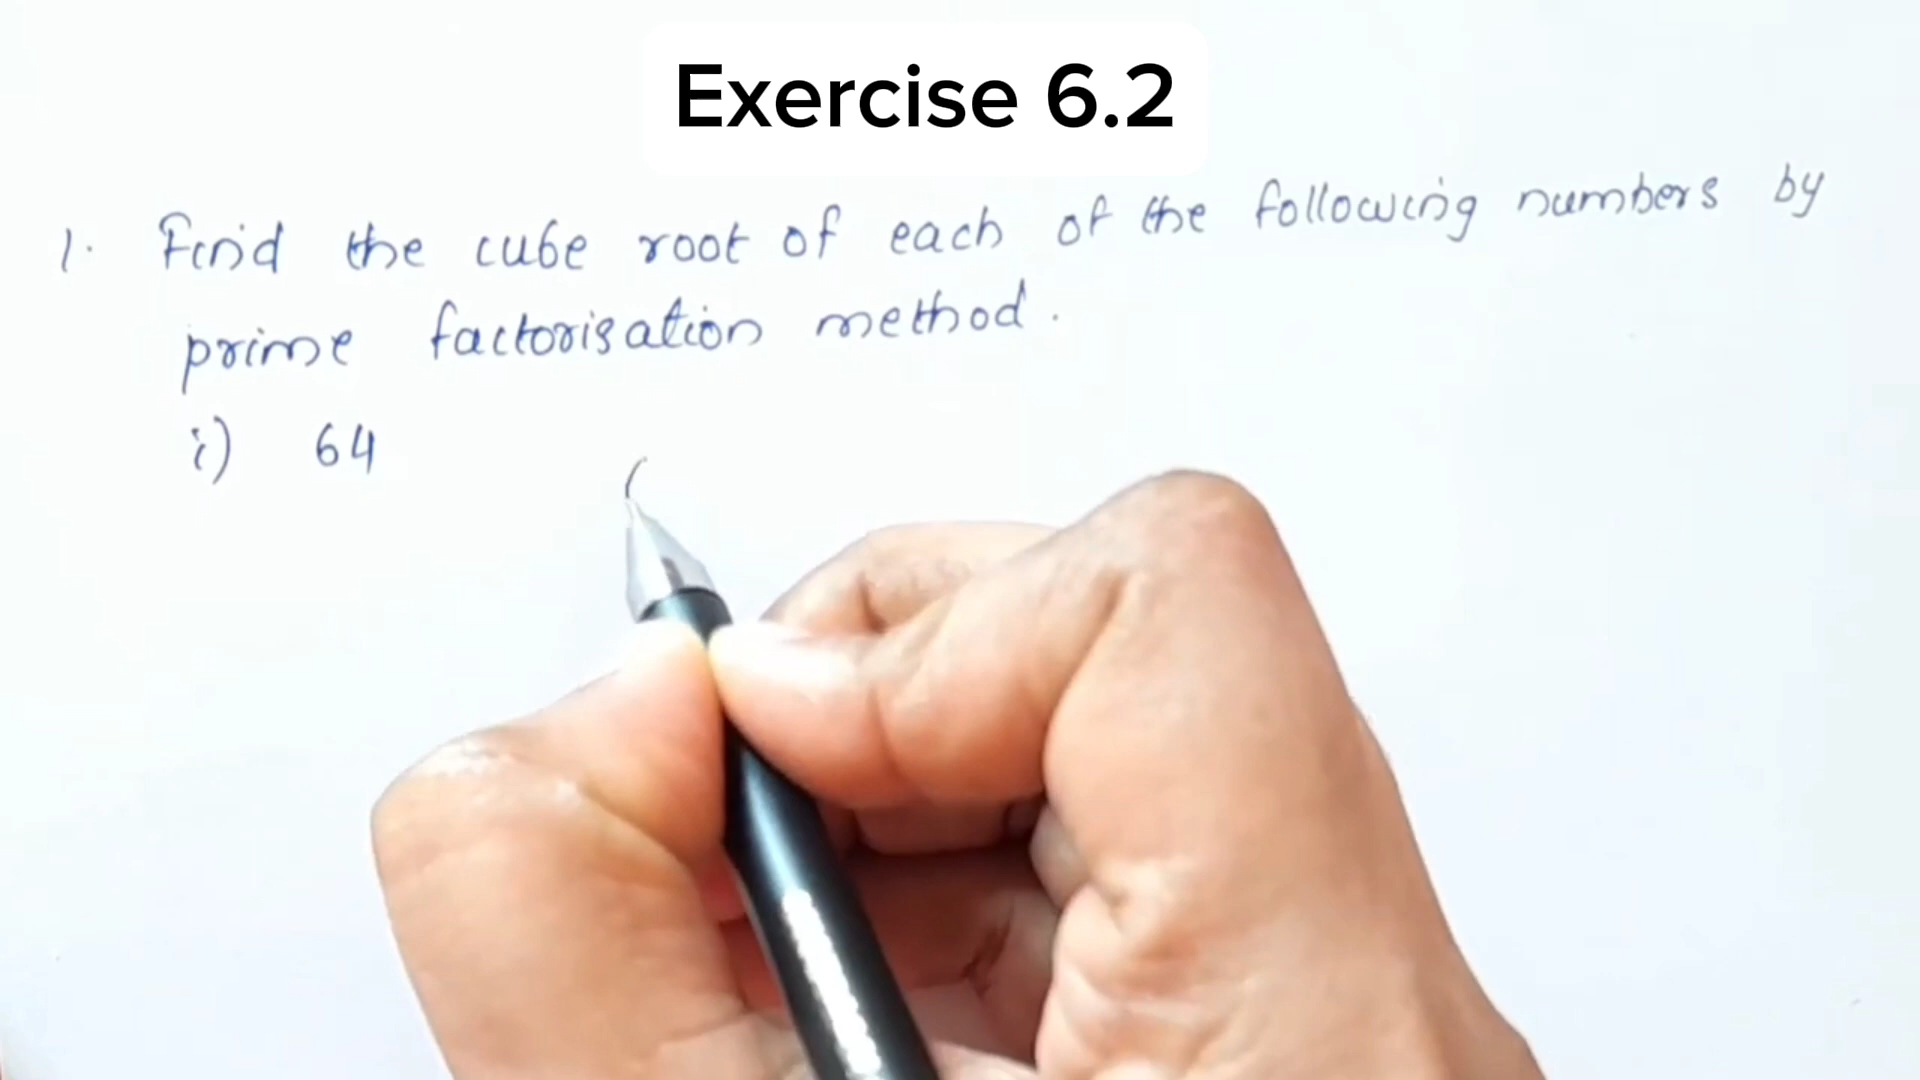 Exercise 6.2
1. Find the cube root of each of the following numbers by
prime factorisation method.
i) 64